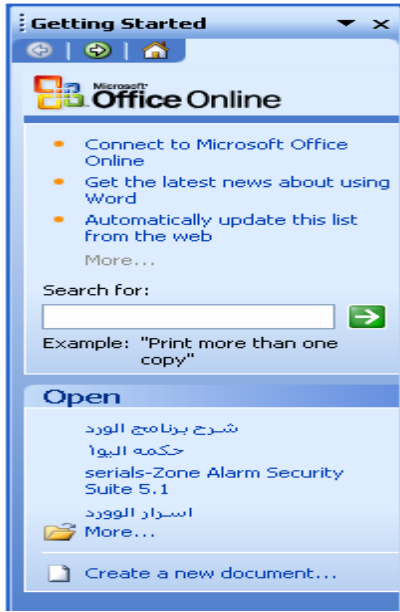 Getting Started
Microsoft
Office Online
Connect to Microsoft Office
Online
Get the latest news about using
Word
Automatically update this list
from the web
More...
Search for:
Example: "Print more than one
copy"
Open
شرح برنامج الورد
حكمه اليوا
serials-Zone Alarm Security
Suite 5.1
اسرار الوورد
More...
Create a new document...